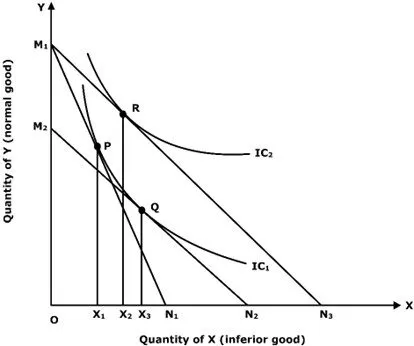 Y
M₁
R
M₂
P
IC₂
Q
IC₁
Quantity of Y (normal good)
O
X₁
X₂
X₃
N₁
N₂
N₃
X
Quantity of X (inferior good)